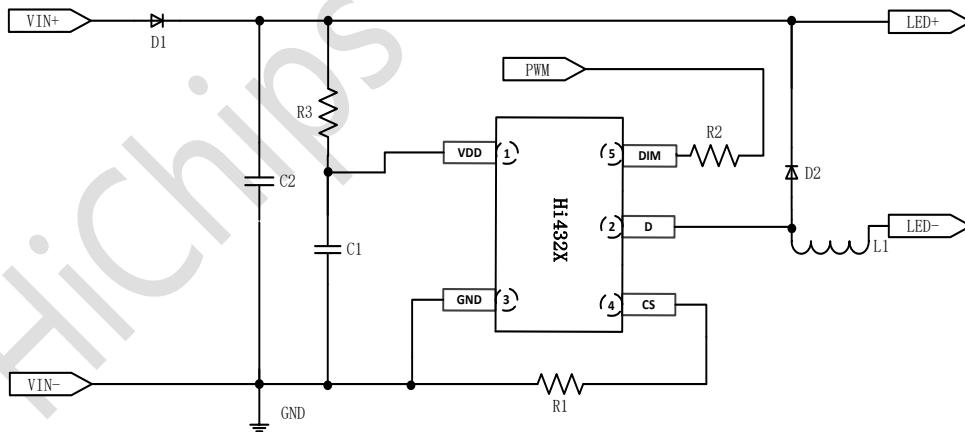 VIN+
D1
LED+
PWM
R3
R2
VDD
1
5
DIM
C2
D2
Hi432X
2
D
LED-
C1
L1
GND
3
4
CS
VIN-
R1
GND
HiChips